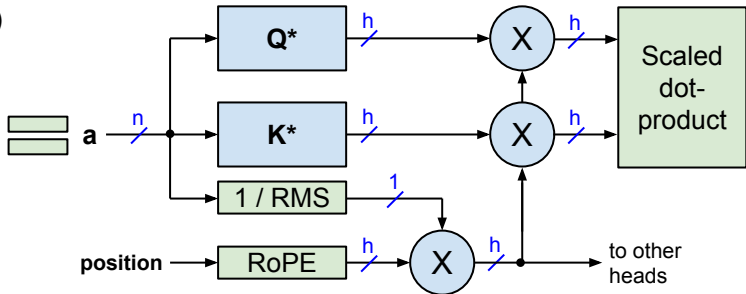 )
Q*
h
X
h
Scaled
dot-
product
n
a
K*
h
X
h
1 / RMS
1
position
RoPE
h
X
h
to other
heads